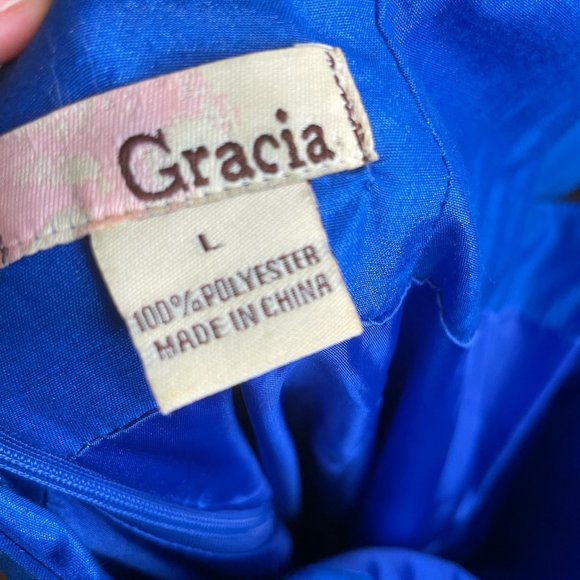 Gracia
L
100% POLYESTER
MADE IN CHINA